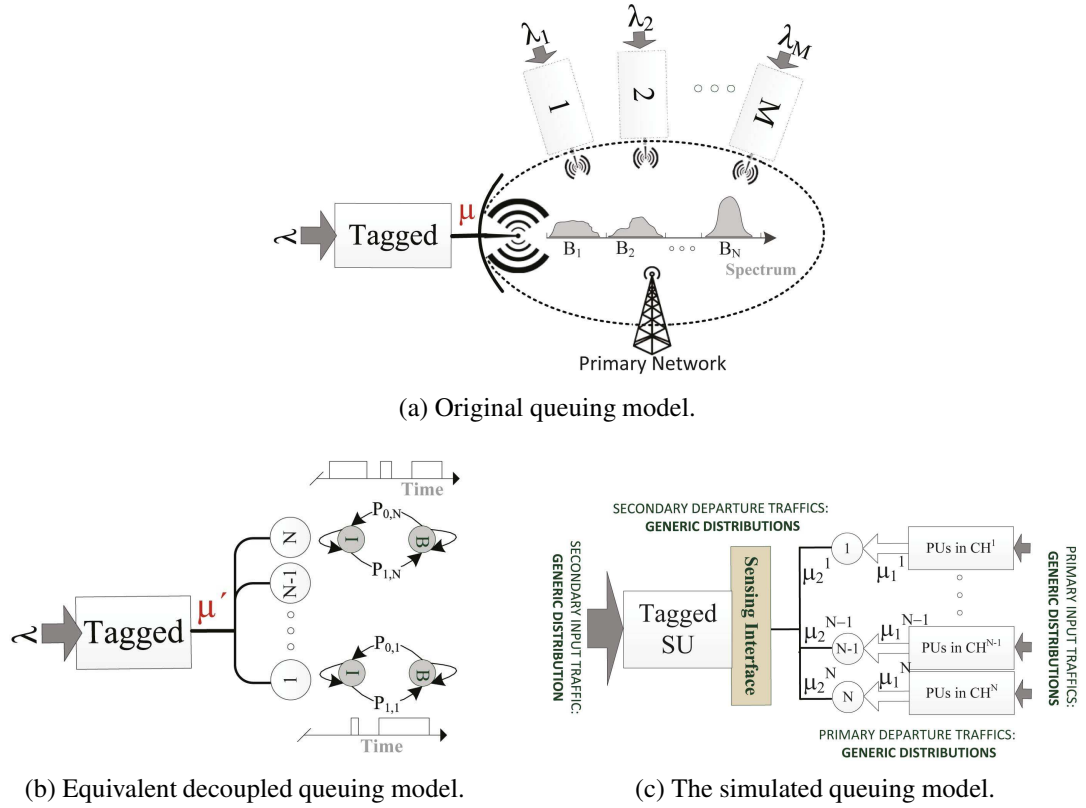 λ1 λ2 λM
1 2 M
λ Tagged μ
B1 B2 BN
Spectrum
Primary Network
(a) Original queuing model.
Time
P0,N
N I B
P1,N
N-1
λ Tagged μ´
P0,1
1 I B
P1,1
Time
(b) Equivalent decoupled queuing model.
SECONDARY DEPARTURE TRAFFICS:
GENERIC DISTRIBUTIONS
SECONDARY INPUT TRAFFIC:
GENERIC DISTRIBUTION
Tagged
SU
Sensing Interface
μ2^1 1 μ1^1 PUs in CH^1
μ2^N-1 N-1 μ1^N-1 PUs in CH^N-1
μ2^N N μ1^N PUs in CH^N
PRIMARY INPUT TRAFFICS:
GENERIC DISTRIBUTIONS
PRIMARY DEPARTURE TRAFFICS:
GENERIC DISTRIBUTIONS
(c) The simulated queuing model.